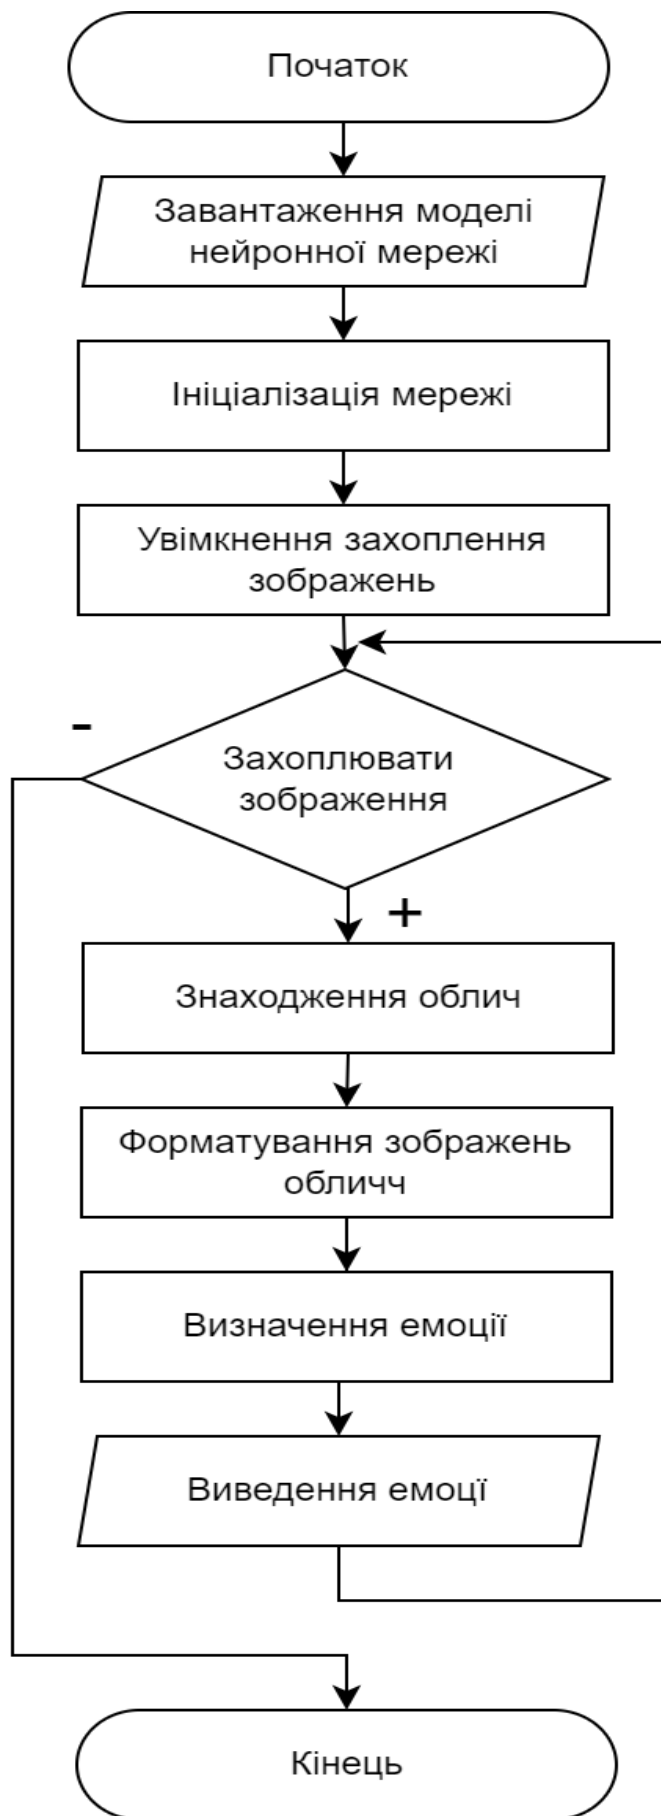 Початок
Завантаження моделі
нейронної мережі
Ініціалізація мережі
Увімкнення захоплення
зображень
-
Захоплювати
зображення
+
Знаходження облич
Форматування зображень
обличч
Визначення емоції
Виведення емоцї
Кінець